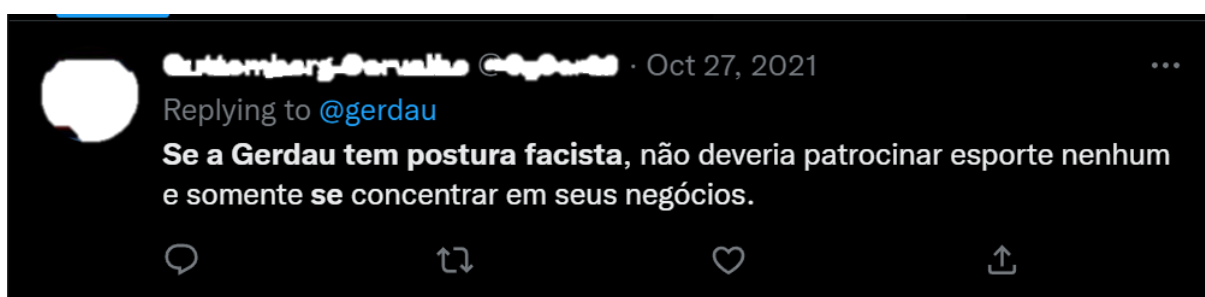 · Oct 27, 2021
Replying to @gerdau
Se a Gerdau tem postura facista, não deveria patrocinar esporte nenhum
e somente se concentrar em seus negócios.